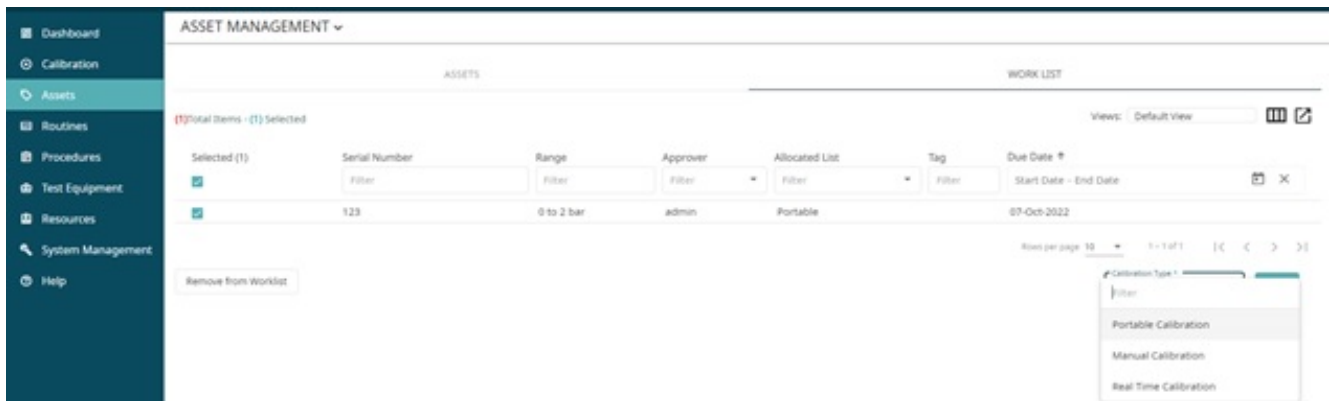 Dashboard
Calibration
Assets
Routines
Procedures
Test Equipment
Resources
System Management
Help
ASSET MANAGEMENT
ASSETS
WORK LIST
(1)Total Items - (1) Selected
Views: Default View
Selected (1) Serial Number Range Approver Allocated List Tag Due Date
Filter Filter Filter Filter Filter Start Date - End Date
123 0 to 2 bar admin Portable 07-Oct-2022
Rows per page 10 1-1 of 1
Remove from Worklist
Calibration Type *
Filter
Portable Calibration
Manual Calibration
Real Time Calibration